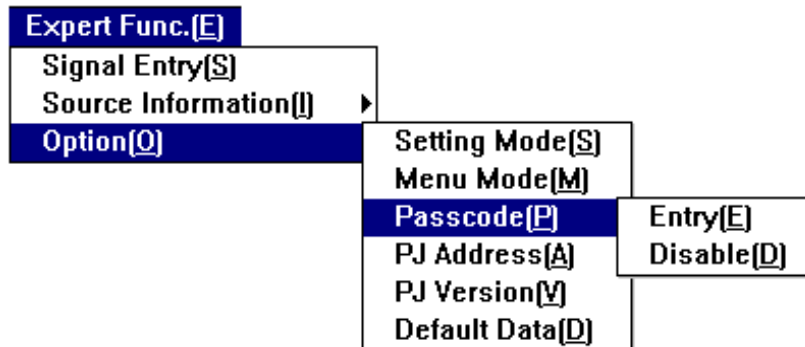 Expert Func.(E)
Signal Entry(S)
Source Information(I)
Option(O)
Setting Mode(S)
Menu Mode(M)
Passcode(P)
PJ Address(A)
PJ Version(V)
Default Data(D)
Entry(E)
Disable(D)